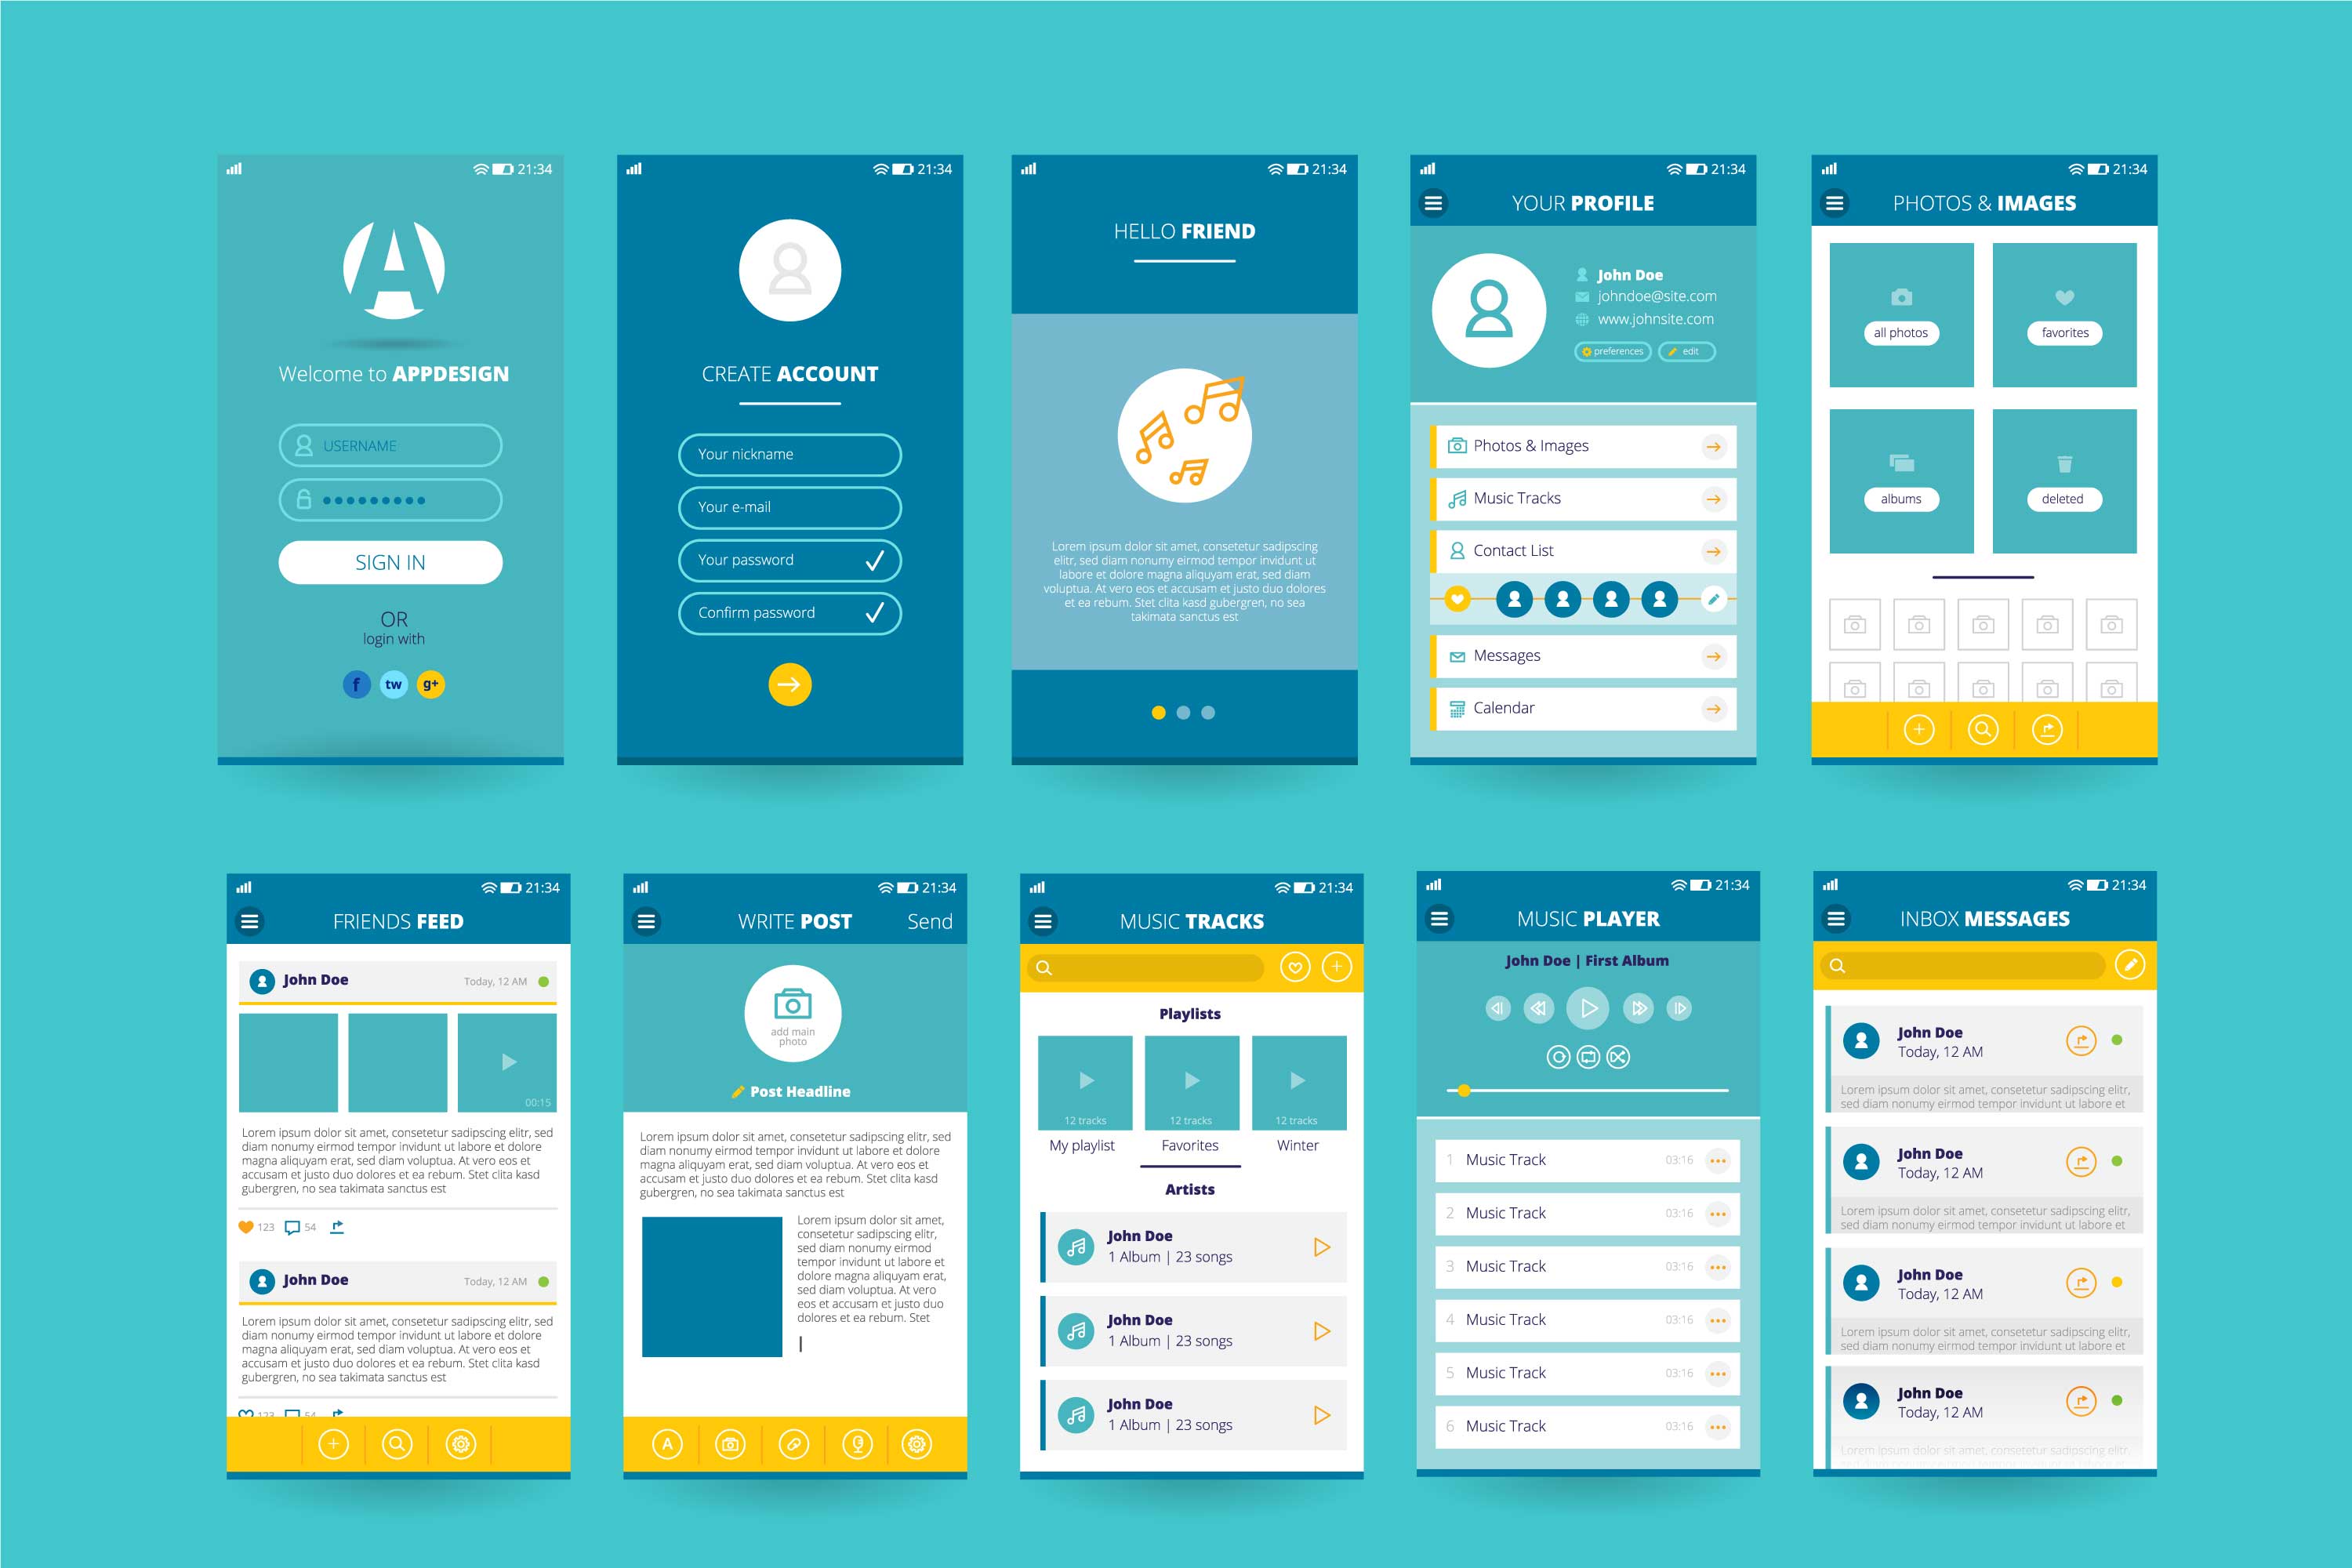 21:34
Welcome to APPDESIGN
USERNAME
SIGN IN
OR
login with
f
tw
g+
21:34
CREATE ACCOUNT
Your nickname
Your e-mail
Your password
Confirm password
21:34
HELLO FRIEND
Lorem ipsum dolor sit amet, consetetur sadipscing
elitr, sed diam nonumy eirmod tempor invidunt ut
labore et dolore magna aliquyam erat, sed diam
voluptua. At vero eos et accusam et justo duo dolores
et ea rebum. Stet clita kasd gubergren, no sea
takimata sanctus est
21:34
YOUR PROFILE
John Doe
johndoe@site.com
www.johnsite.com
preferences
edit
Photos & Images
Music Tracks
Contact List
Messages
Calendar
21:34
PHOTOS & IMAGES
all photos
favorites
albums
deleted
21:34
FRIENDS FEED
John Doe
Today, 12 AM
00:15
Lorem ipsum dolor sit amet, consetetur sadipscing elitr, sed
diam nonumy eirmod tempor invidunt ut labore et dolore
magna aliquyam erat, sed diam voluptua. At vero eos et
accusam et justo duo dolores et ea rebum. Stet clita kasd
gubergren, no sea takimata sanctus est
123
54
John Doe
Today, 12 AM
Lorem ipsum dolor sit amet, consetetur sadipscing elitr, sed
diam nonumy eirmod tempor invidunt ut labore et dolore
magna aliquyam erat, sed diam voluptua. At vero eos et
accusam et justo duo dolores et ea rebum. Stet clita kasd
gubergren, no sea takimata sanctus est
123
54
21:34
WRITE POST
Send
add main
photo
Post Headline
Lorem ipsum dolor sit amet, consetetur sadipscing elitr, sed
diam nonumy eirmod tempor invidunt ut labore et dolore
magna aliquyam erat, sed diam voluptua. At vero eos et
accusam et justo duo dolores et ea rebum. Stet clita kasd
gubergren, no sea takimata sanctus est
Lorem ipsum dolor sit amet,
consetetur sadipscing elitr,
sed diam nonumy eirmod
tempor invidunt ut labore et
dolore magna aliquyam erat,
sed diam voluptua. At vero
eos et accusam et justo duo
dolores et ea rebum. Stet
A
21:34
MUSIC TRACKS
Playlists
12 tracks
12 tracks
12 tracks
My playlist
Favorites
Winter
Artists
John Doe
1 Album | 23 songs
John Doe
1 Album | 23 songs
John Doe
1 Album | 23 songs
21:34
MUSIC PLAYER
John Doe | First Album
1 Music Track 03:16
2 Music Track 03:16
3 Music Track 03:16
4 Music Track 03:16
5 Music Track 03:16
6 Music Track 03:16
21:34
INBOX MESSAGES
John Doe
Today, 12 AM
Lorem ipsum dolor sit amet, consetetur sadipscing elitr,
sed diam nonumy eirmod tempor invidunt ut labore et
John Doe
Today, 12 AM
Lorem ipsum dolor sit amet, consetetur sadipscing elitr,
sed diam nonumy eirmod tempor invidunt ut labore et
John Doe
Today, 12 AM
Lorem ipsum dolor sit amet, consetetur sadipscing elitr,
sed diam nonumy eirmod tempor invidunt ut labore et
John Doe
Today, 12 AM
Lorem ipsum dolor sit amet, consetetur sadipscing elitr,